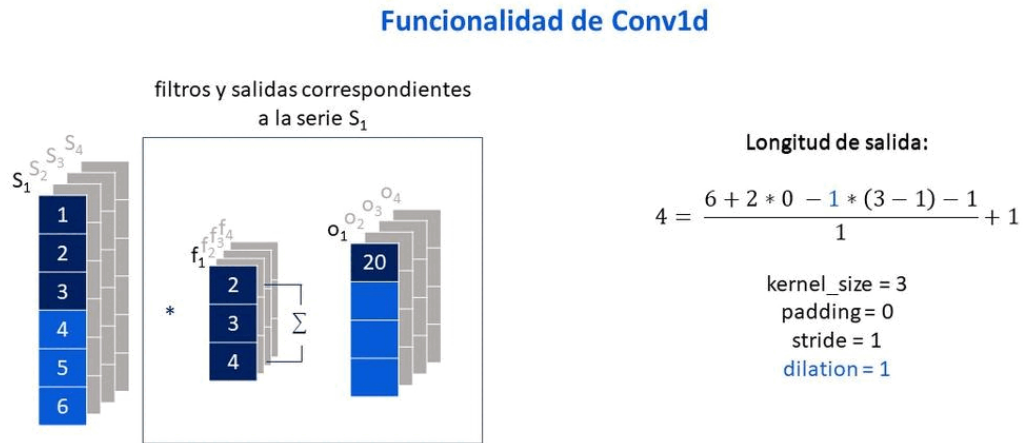 Funcionalidad de Conv1d
filtros y salidas correspondientes
a la serie S₁
S₁ S₂ S₃ S₄
1
2
3
4
5
6
*
f₁ f₂ f₃ f₄
2
3
4
∑
o₁ o₂ o₃ o₄
20
Longitud de salida:
4 = (6 + 2 * 0 − 1 * (3 − 1) − 1) / 1 + 1
kernel_size = 3
padding = 0
stride = 1
dilation = 1